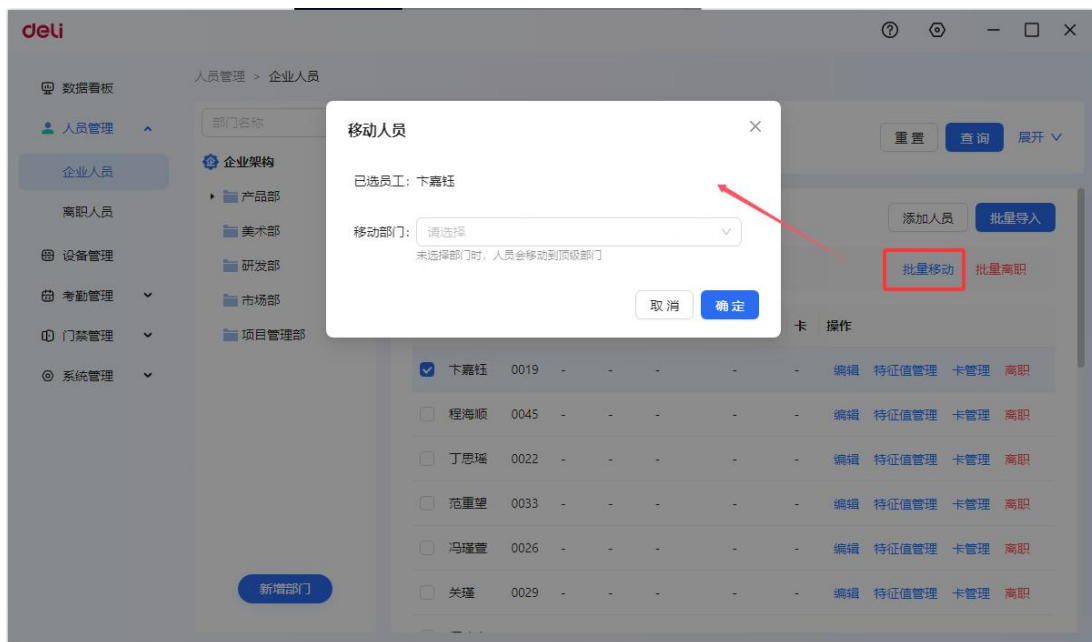 deli
数据看板
人员管理
企业人员
离职人员
设备管理
考勤管理
门禁管理
系统管理
人员管理 > 企业人员
部门名称
企业架构
产品部
美术部
研发部
市场部
项目管理部
新增部门
重置 查询 展开
添加人员 批量导入
批量移动 批量离职
移动人员
已选员工: 卞嘉钰
移动部门: 请选择
未选择部门时，人员会移动到顶级部门
取消 确定
卡 操作
卞嘉钰 0019 - - - - - 编辑 特征值管理 卡管理 离职
程海顺 0045 - - - - - 编辑 特征值管理 卡管理 离职
丁思瑶 0022 - - - - - 编辑 特征值管理 卡管理 离职
范重望 0033 - - - - - 编辑 特征值管理 卡管理 离职
冯瑾萱 0026 - - - - - 编辑 特征值管理 卡管理 离职
关瑾 0029 - - - - - 编辑 特征值管理 卡管理 离职